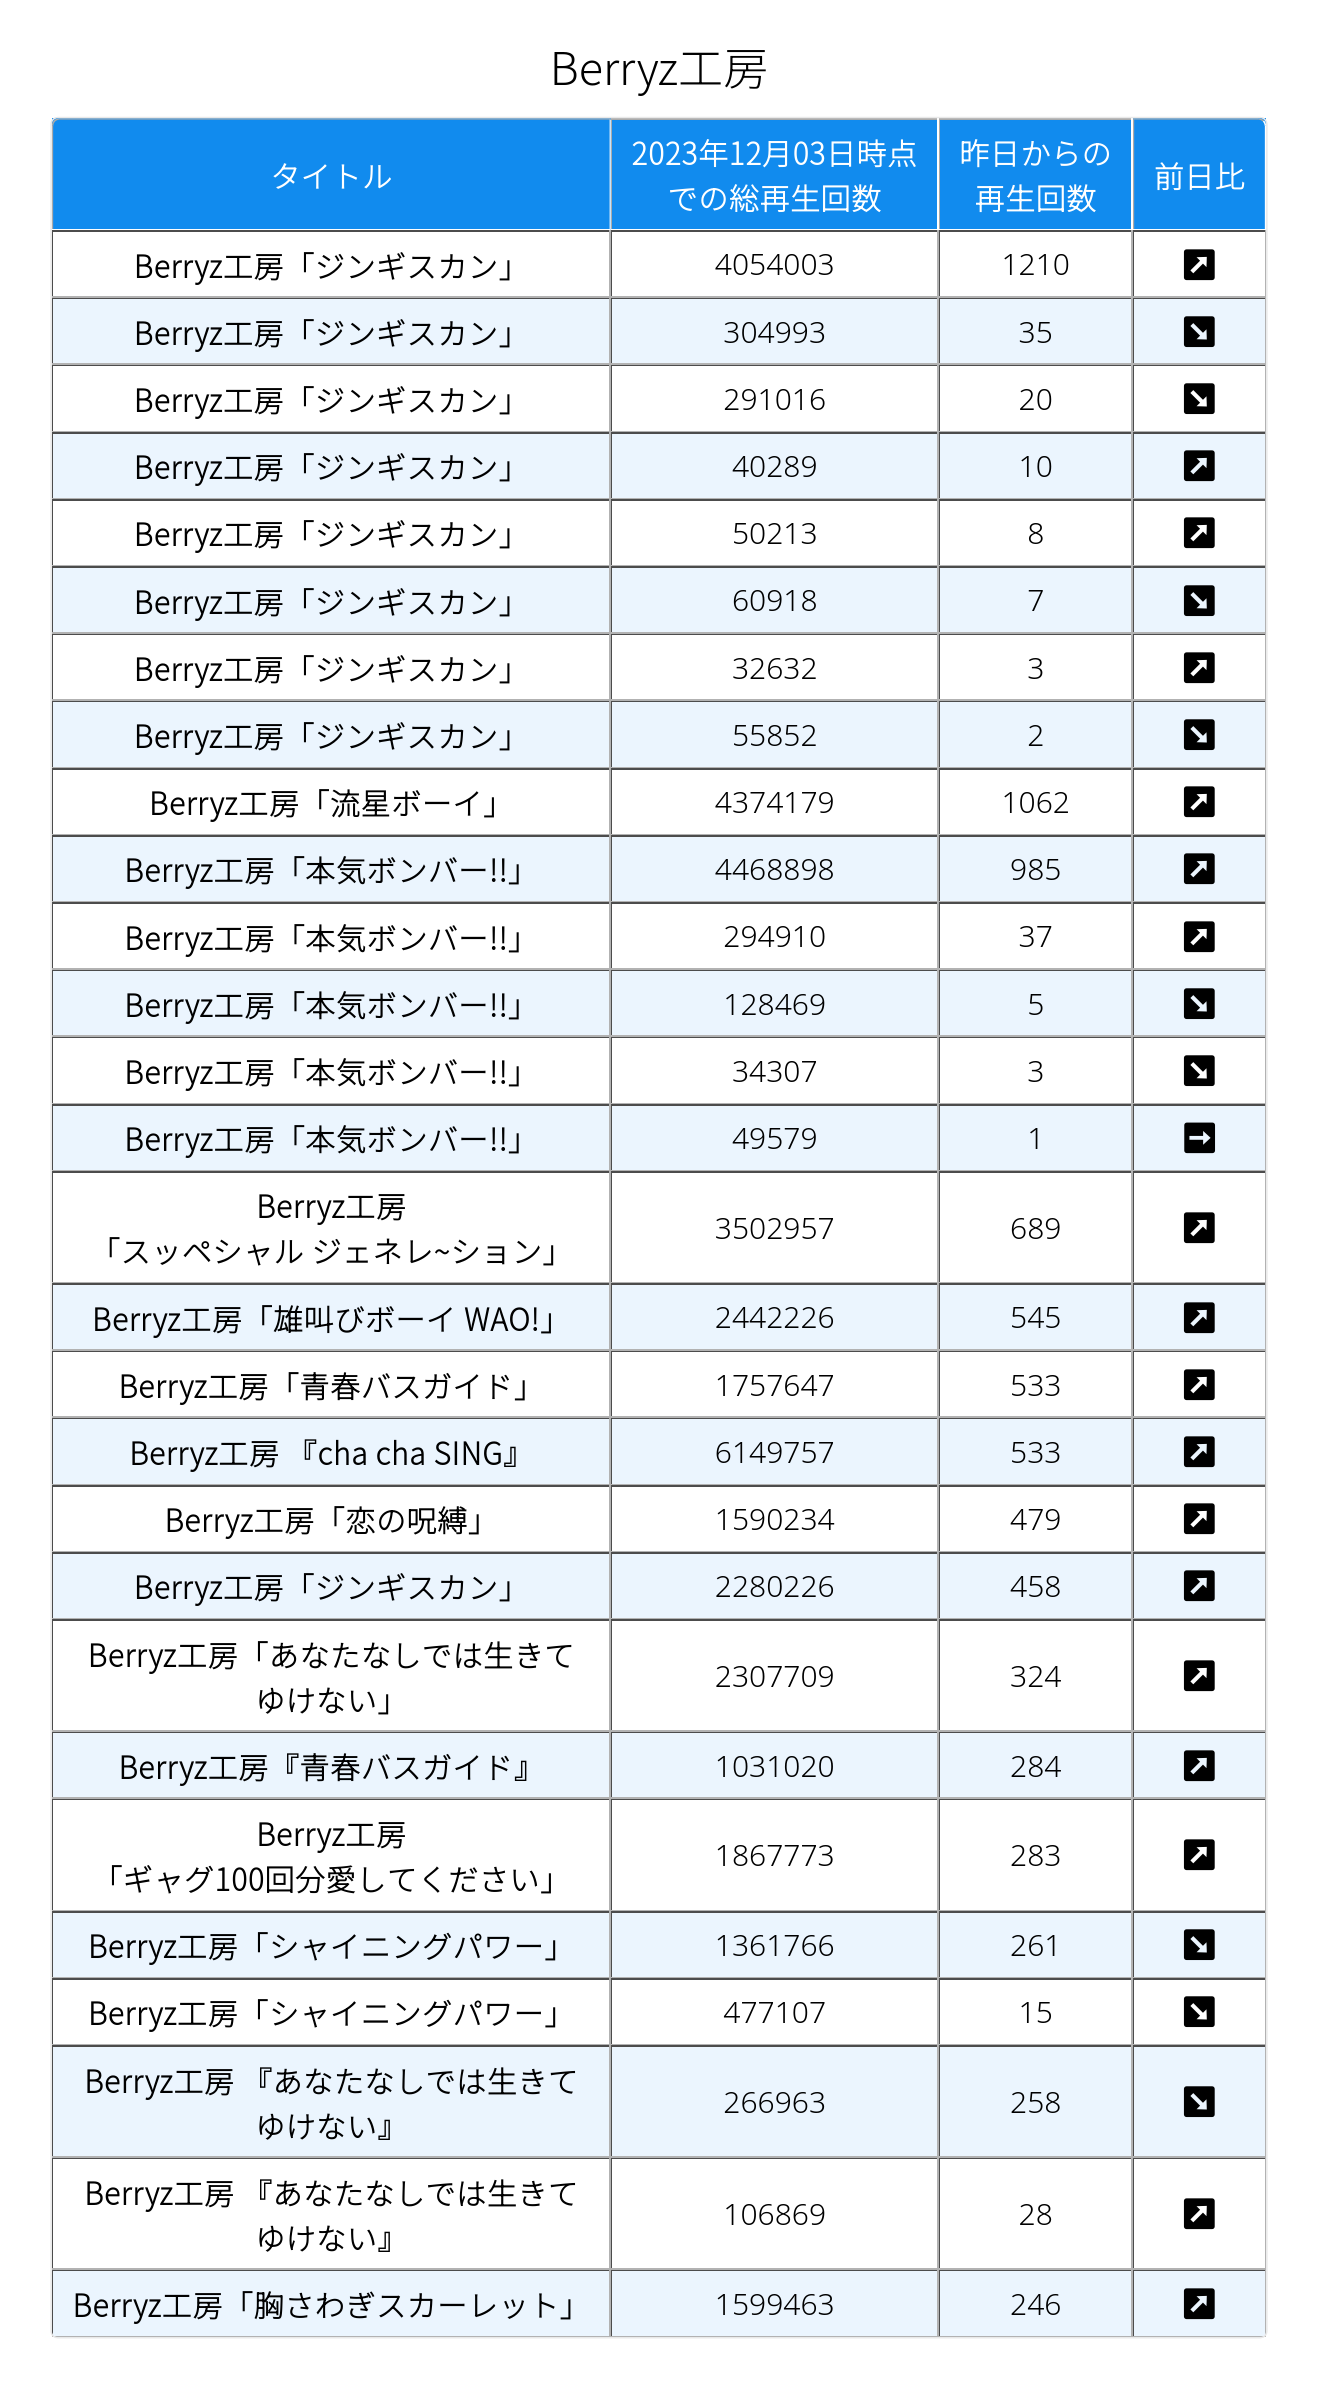 Berryz工房
タイトル
2023年12月03日時点
での総再生回数
昨日からの
再生回数
前日比
Berryz工房「ジンギスカン」 4054003 1210
Berryz工房「ジンギスカン」 304993 35
Berryz工房「ジンギスカン」 291016 20
Berryz工房「ジンギスカン」 40289 10
Berryz工房「ジンギスカン」 50213 8
Berryz工房「ジンギスカン」 60918 7
Berryz工房「ジンギスカン」 32632 3
Berryz工房「ジンギスカン」 55852 2
Berryz工房「流星ボーイ」 4374179 1062
Berryz工房「本気ボンバー!!」 4468898 985
Berryz工房「本気ボンバー!!」 294910 37
Berryz工房「本気ボンバー!!」 128469 5
Berryz工房「本気ボンバー!!」 34307 3
Berryz工房「本気ボンバー!!」 49579 1
Berryz工房
「スッペシャル ジェネレ~ション」 3502957 689
Berryz工房「雄叫びボーイ WAO!」 2442226 545
Berryz工房「青春バスガイド」 1757647 533
Berryz工房 『cha cha SING』 6149757 533
Berryz工房「恋の呪縛」 1590234 479
Berryz工房「ジンギスカン」 2280226 458
Berryz工房「あなたなしでは生きて
ゆけない」 2307709 324
Berryz工房『青春バスガイド』 1031020 284
Berryz工房
「ギャグ100回分愛してください」 1867773 283
Berryz工房「シャイニングパワー」 1361766 261
Berryz工房「シャイニングパワー」 477107 15
Berryz工房 『あなたなしでは生きて
ゆけない』 266963 258
Berryz工房 『あなたなしでは生きて
ゆけない』 106869 28
Berryz工房「胸さわぎスカーレット」 1599463 246